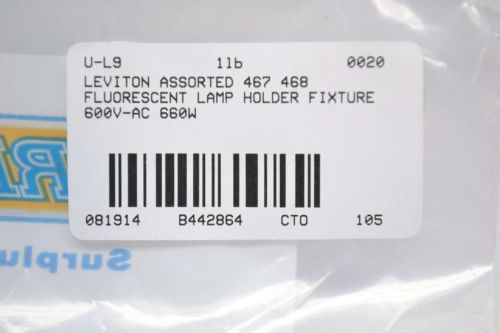 U-L9 1lb 0020
LEVITON ASSORTED 467 468
FLUORESCENT LAMP HOLDER FIXTURE
600V-AC 660W
081914 B442864 CTO 105
Surplu